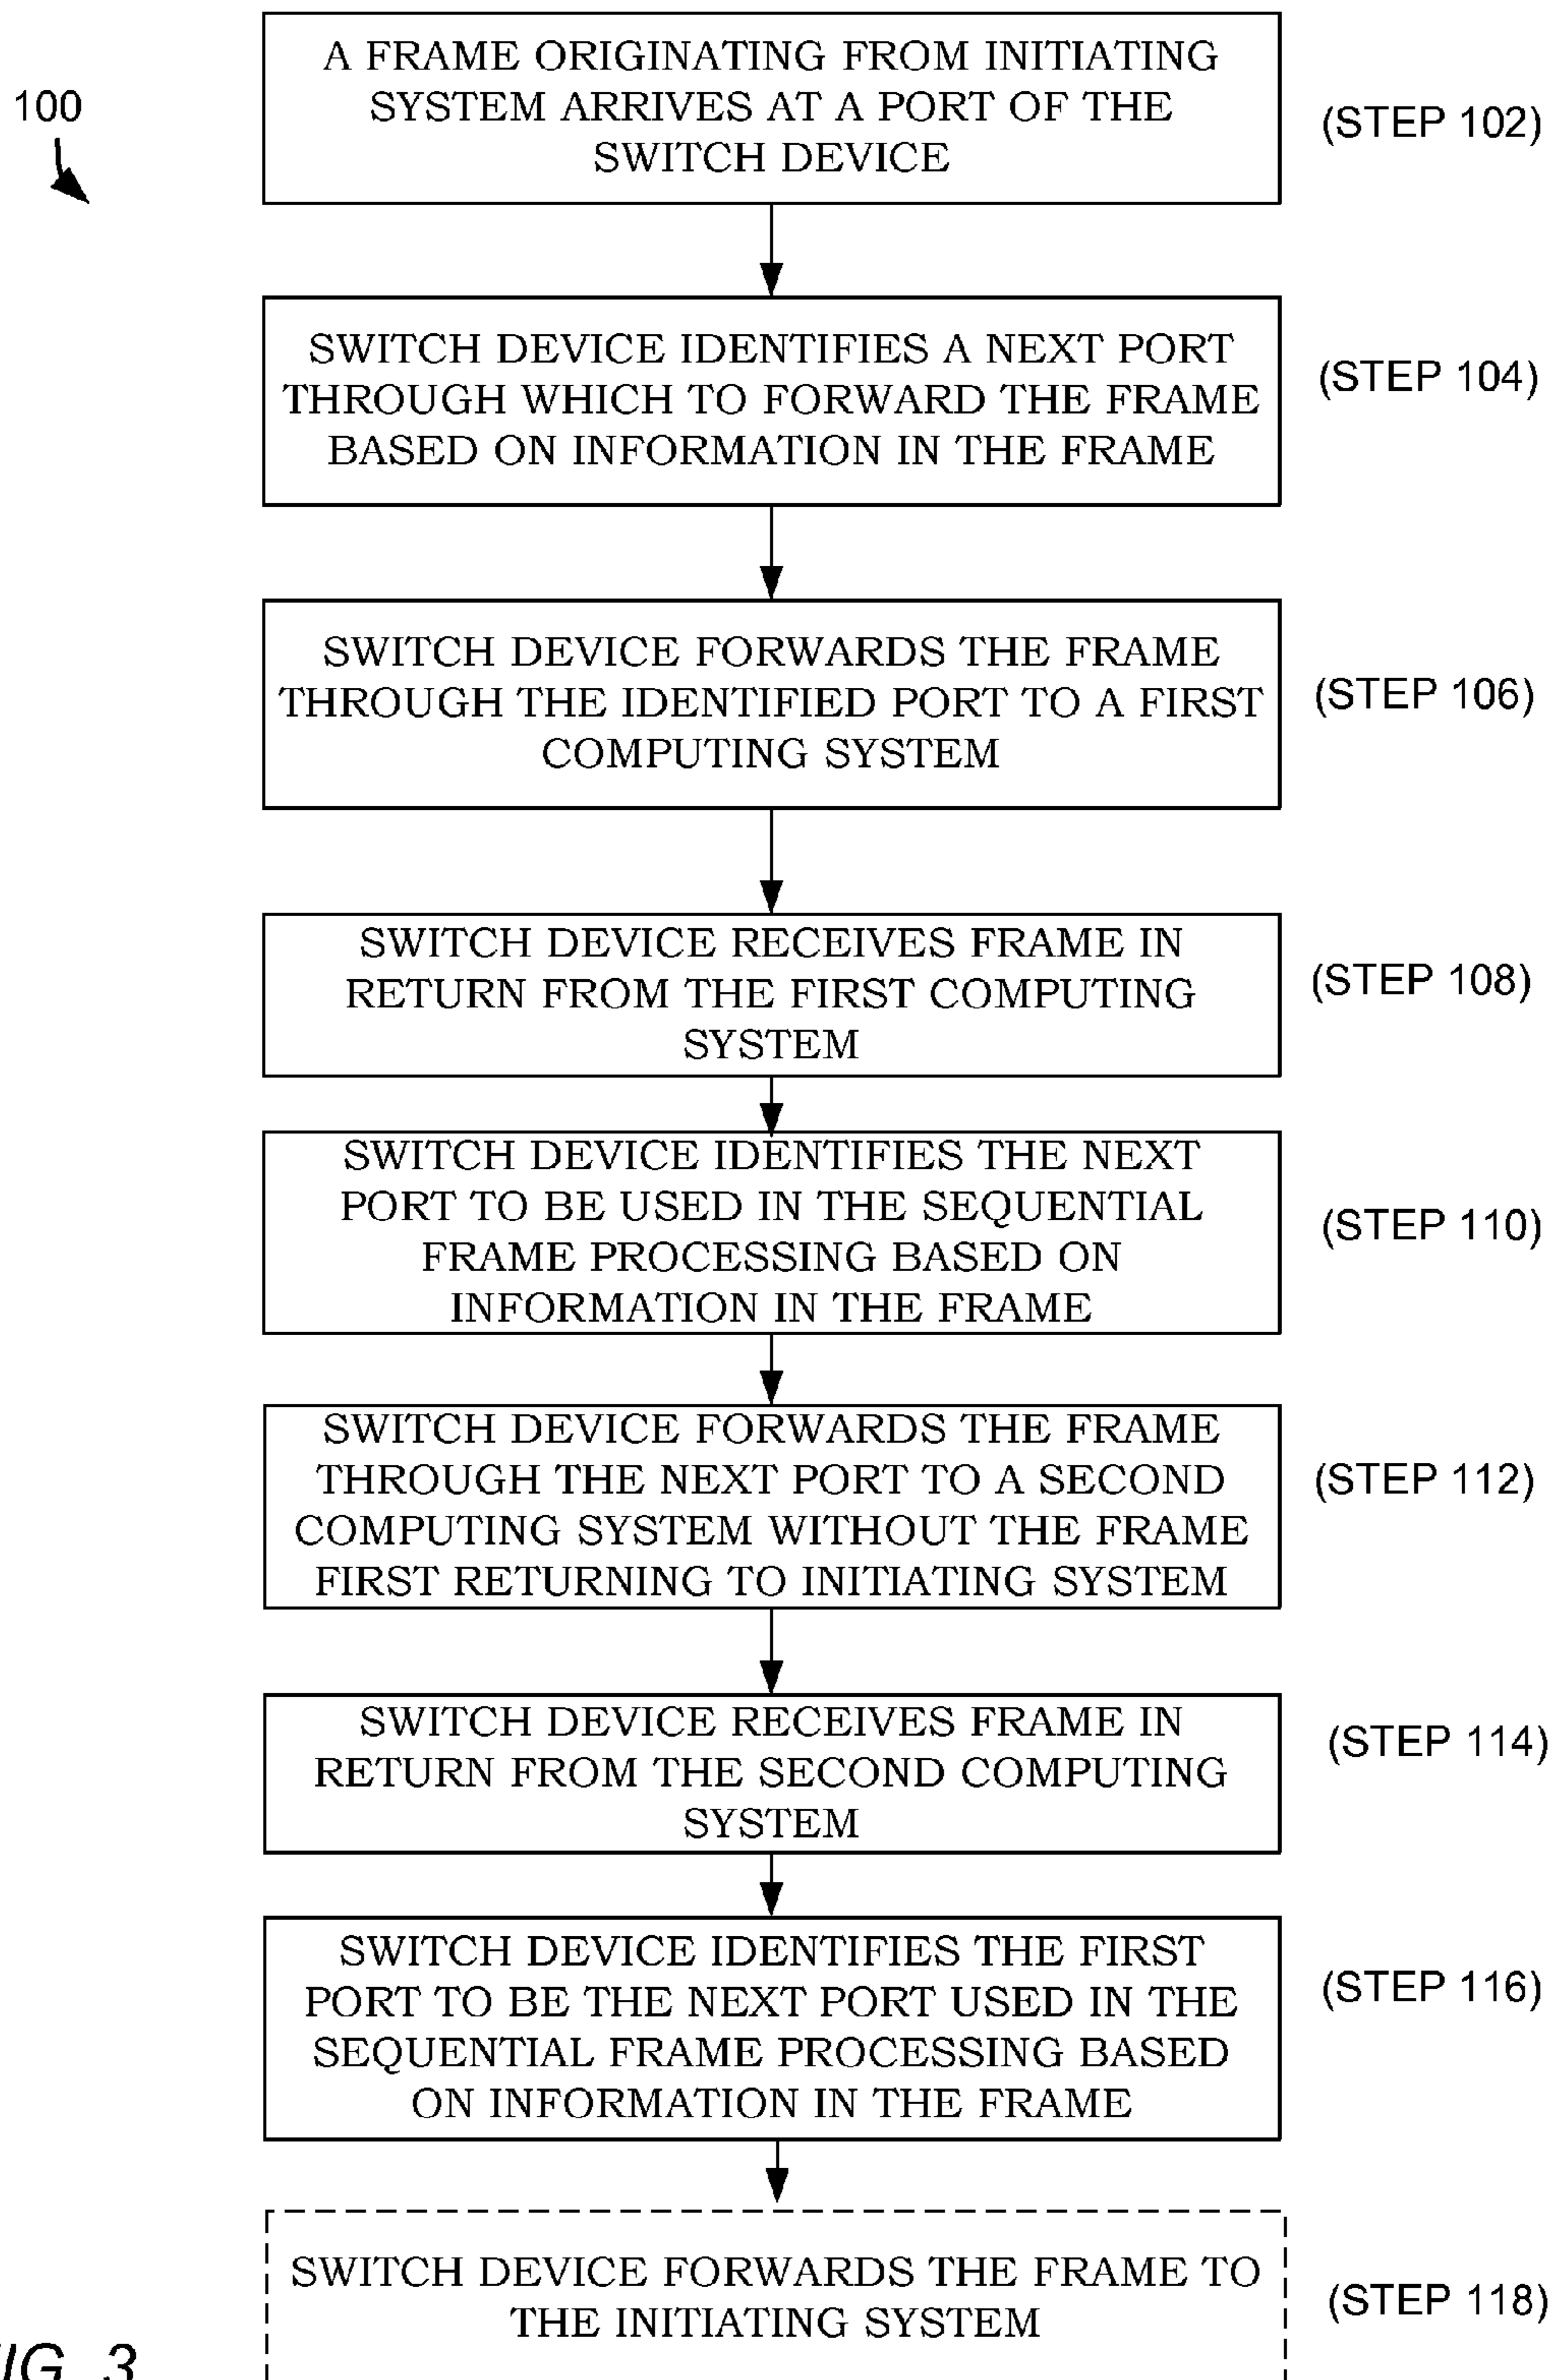 100
A FRAME ORIGINATING FROM INITIATING
SYSTEM ARRIVES AT A PORT OF THE
SWITCH DEVICE
(STEP 102)
SWITCH DEVICE IDENTIFIES A NEXT PORT
THROUGH WHICH TO FORWARD THE FRAME
BASED ON INFORMATION IN THE FRAME
(STEP 104)
SWITCH DEVICE FORWARDS THE FRAME
THROUGH THE IDENTIFIED PORT TO A FIRST
COMPUTING SYSTEM
(STEP 106)
SWITCH DEVICE RECEIVES FRAME IN
RETURN FROM THE FIRST COMPUTING
SYSTEM
(STEP 108)
SWITCH DEVICE IDENTIFIES THE NEXT
PORT TO BE USED IN THE SEQUENTIAL
FRAME PROCESSING BASED ON
INFORMATION IN THE FRAME
(STEP 110)
SWITCH DEVICE FORWARDS THE FRAME
THROUGH THE NEXT PORT TO A SECOND
COMPUTING SYSTEM WITHOUT THE FRAME
FIRST RETURNING TO INITIATING SYSTEM
(STEP 112)
SWITCH DEVICE RECEIVES FRAME IN
RETURN FROM THE SECOND COMPUTING
SYSTEM
(STEP 114)
SWITCH DEVICE IDENTIFIES THE FIRST
PORT TO BE THE NEXT PORT USED IN THE
SEQUENTIAL FRAME PROCESSING BASED
ON INFORMATION IN THE FRAME
(STEP 116)
SWITCH DEVICE FORWARDS THE FRAME TO
THE INITIATING SYSTEM
(STEP 118)
IG. 3